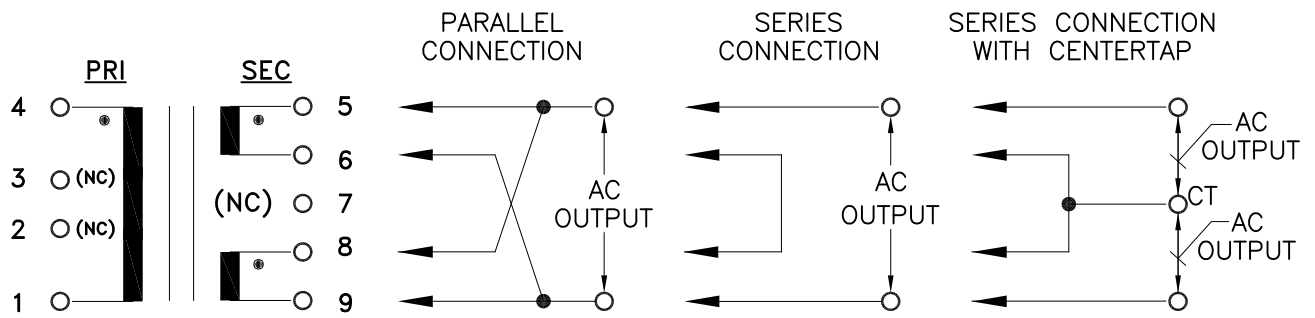 PRI
SEC
4
3 (NC)
2 (NC)
1
5
6
(NC) 7
8
9
PARALLEL
CONNECTION
AC
OUTPUT
SERIES
CONNECTION
AC
OUTPUT
SERIES CONNECTION
WITH CENTERTAP
AC
OUTPUT
CT
AC
OUTPUT